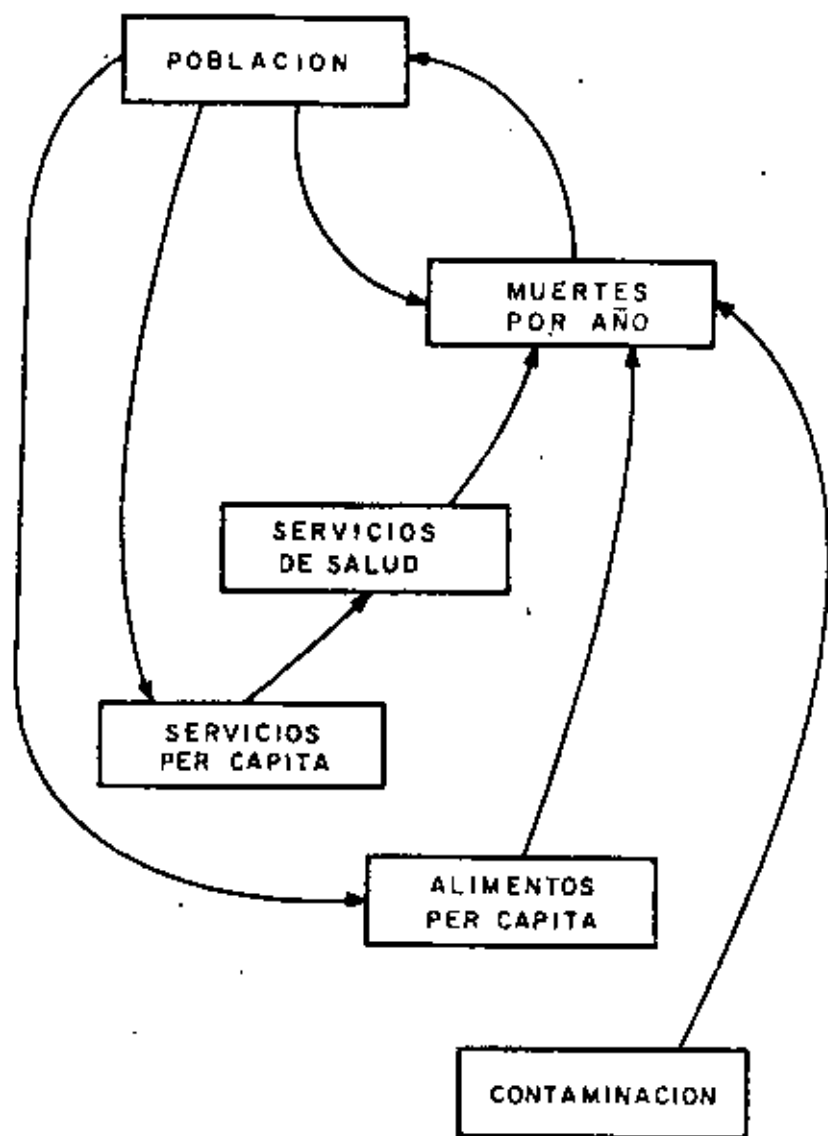 POBLACION
MUERTES
POR AÑO
SERVICIOS
DE SALUD
SERVICIOS
PER CAPITA
ALIMENTOS
PER CAPITA
CONTAMINACION